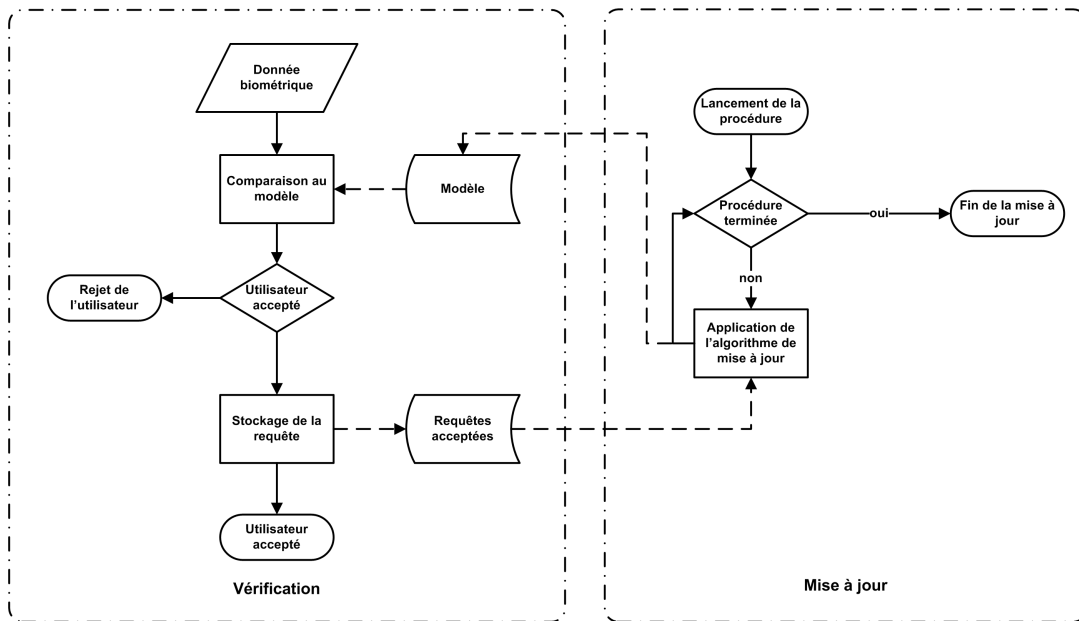 Donnée
biométrique
Comparaison au
modèle
Modèle
Rejet de
l'utilisateur
Utilisateur
accepté
Stockage de la
requête
Requêtes
acceptées
Utilisateur
accepté
Vérification
Lancement de la
procédure
Procédure
terminée
oui
Fin de la mise à
jour
non
Application de
l'algorithme de
mise à jour
Mise à jour